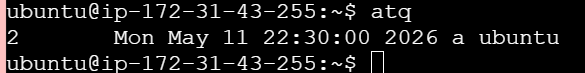 ubuntu@ip-172-31-43-255:~$ atq
2       Mon May 11 22:30:00 2026 a ubuntu
ubuntu@ip-172-31-43-255:~$